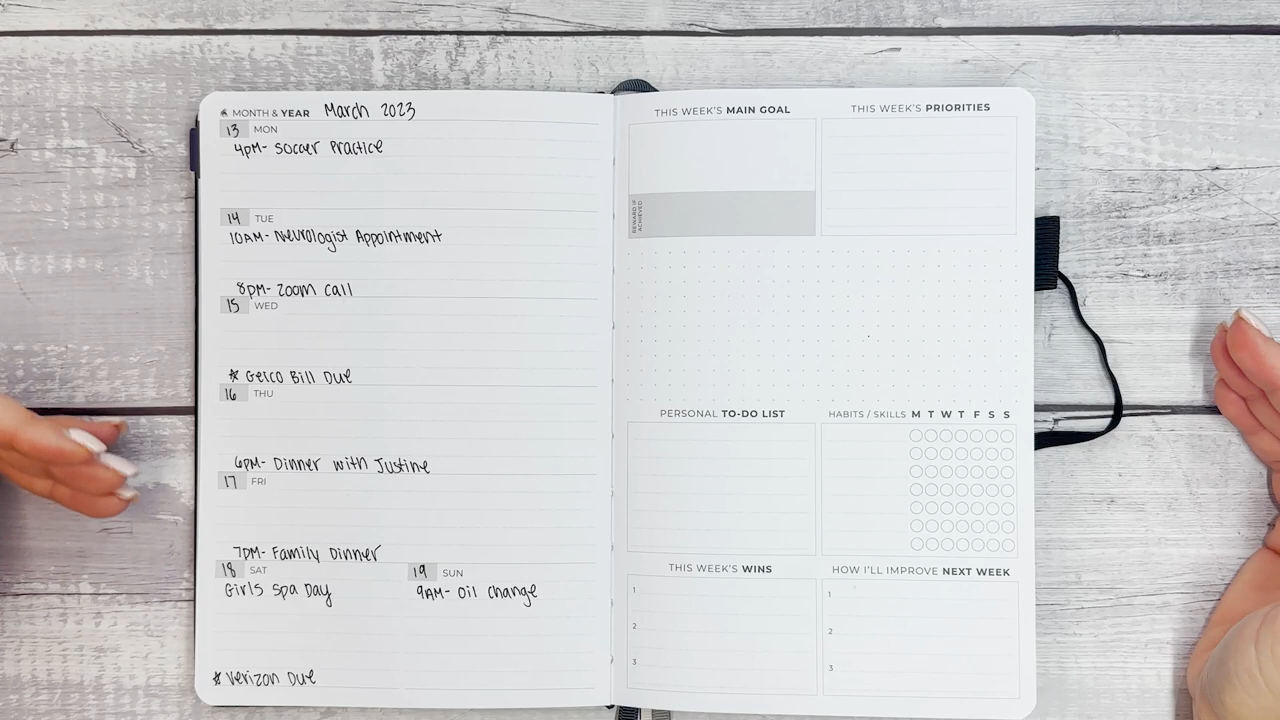 MONTH & YEAR March 2023
13 MON
4PM- Soccer Practice
14 TUE
10AM- Neurologist Appointment
8PM- Zoom Call
15 WED
* Geico Bill Due
16 THU
6PM- Dinner with Justine
17 FRI
7PM- Family Dinner
18 SAT
Girls Spa Day
* Verizon Due
19 SUN
9AM- Oil Change
THIS WEEK'S MAIN GOAL
REWARD IF
ACHIEVED
THIS WEEK'S PRIORITIES
PERSONAL TO-DO LIST
HABITS / SKILLS M T W T F S S
THIS WEEK'S WINS
1
2
3
HOW I'LL IMPROVE NEXT WEEK
1
2
3